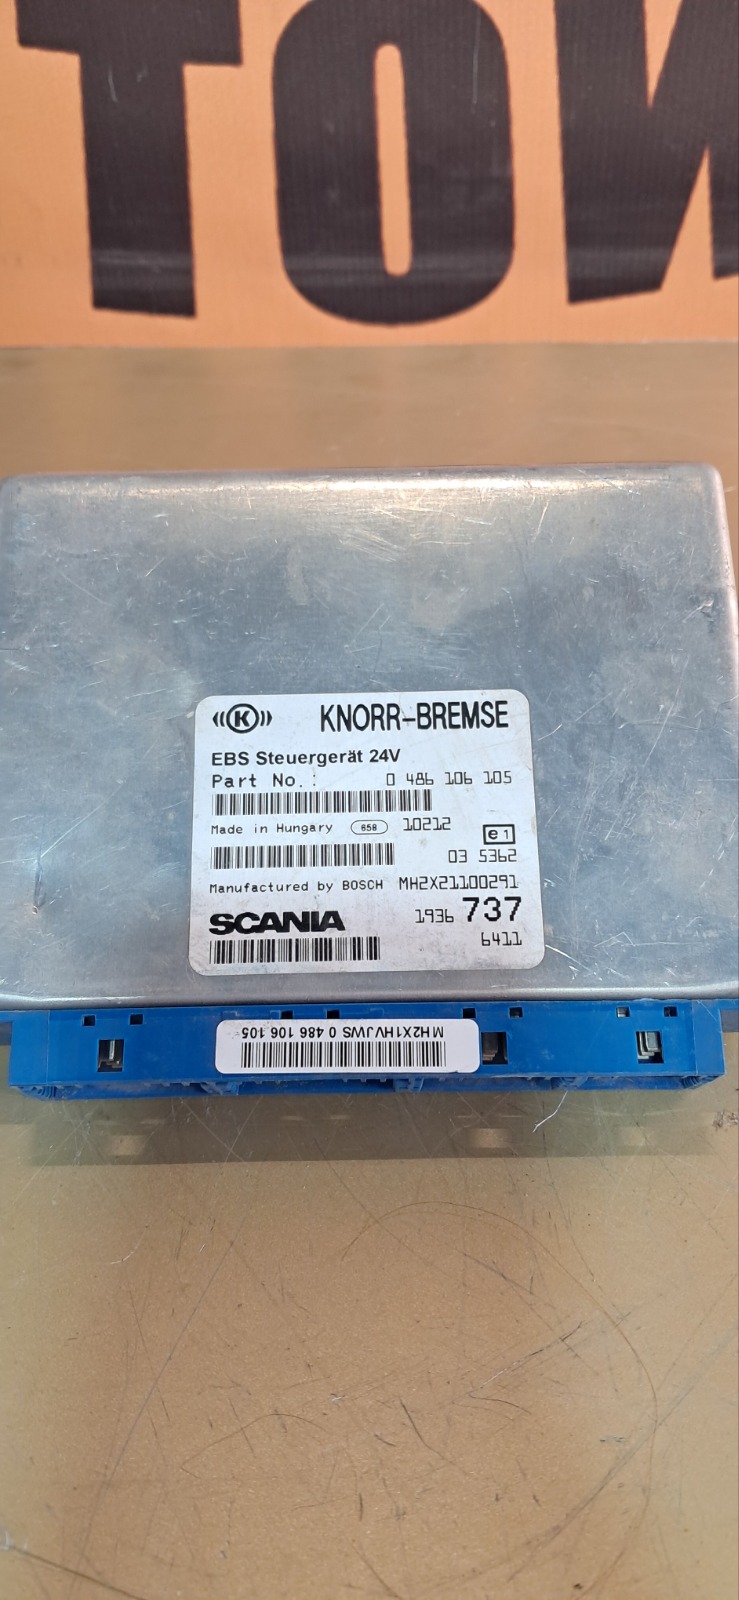 TOW
K KNORR-BREMSE
EBS Steuergerät 24V
Part No.: 0 486 106 105
Made in Hungary 658 10212 e1
03 5362
Manufactured by BOSCH MH2X21100291
SCANIA 1936 737
6411
MH2X1HVJWS 0 486 106 105